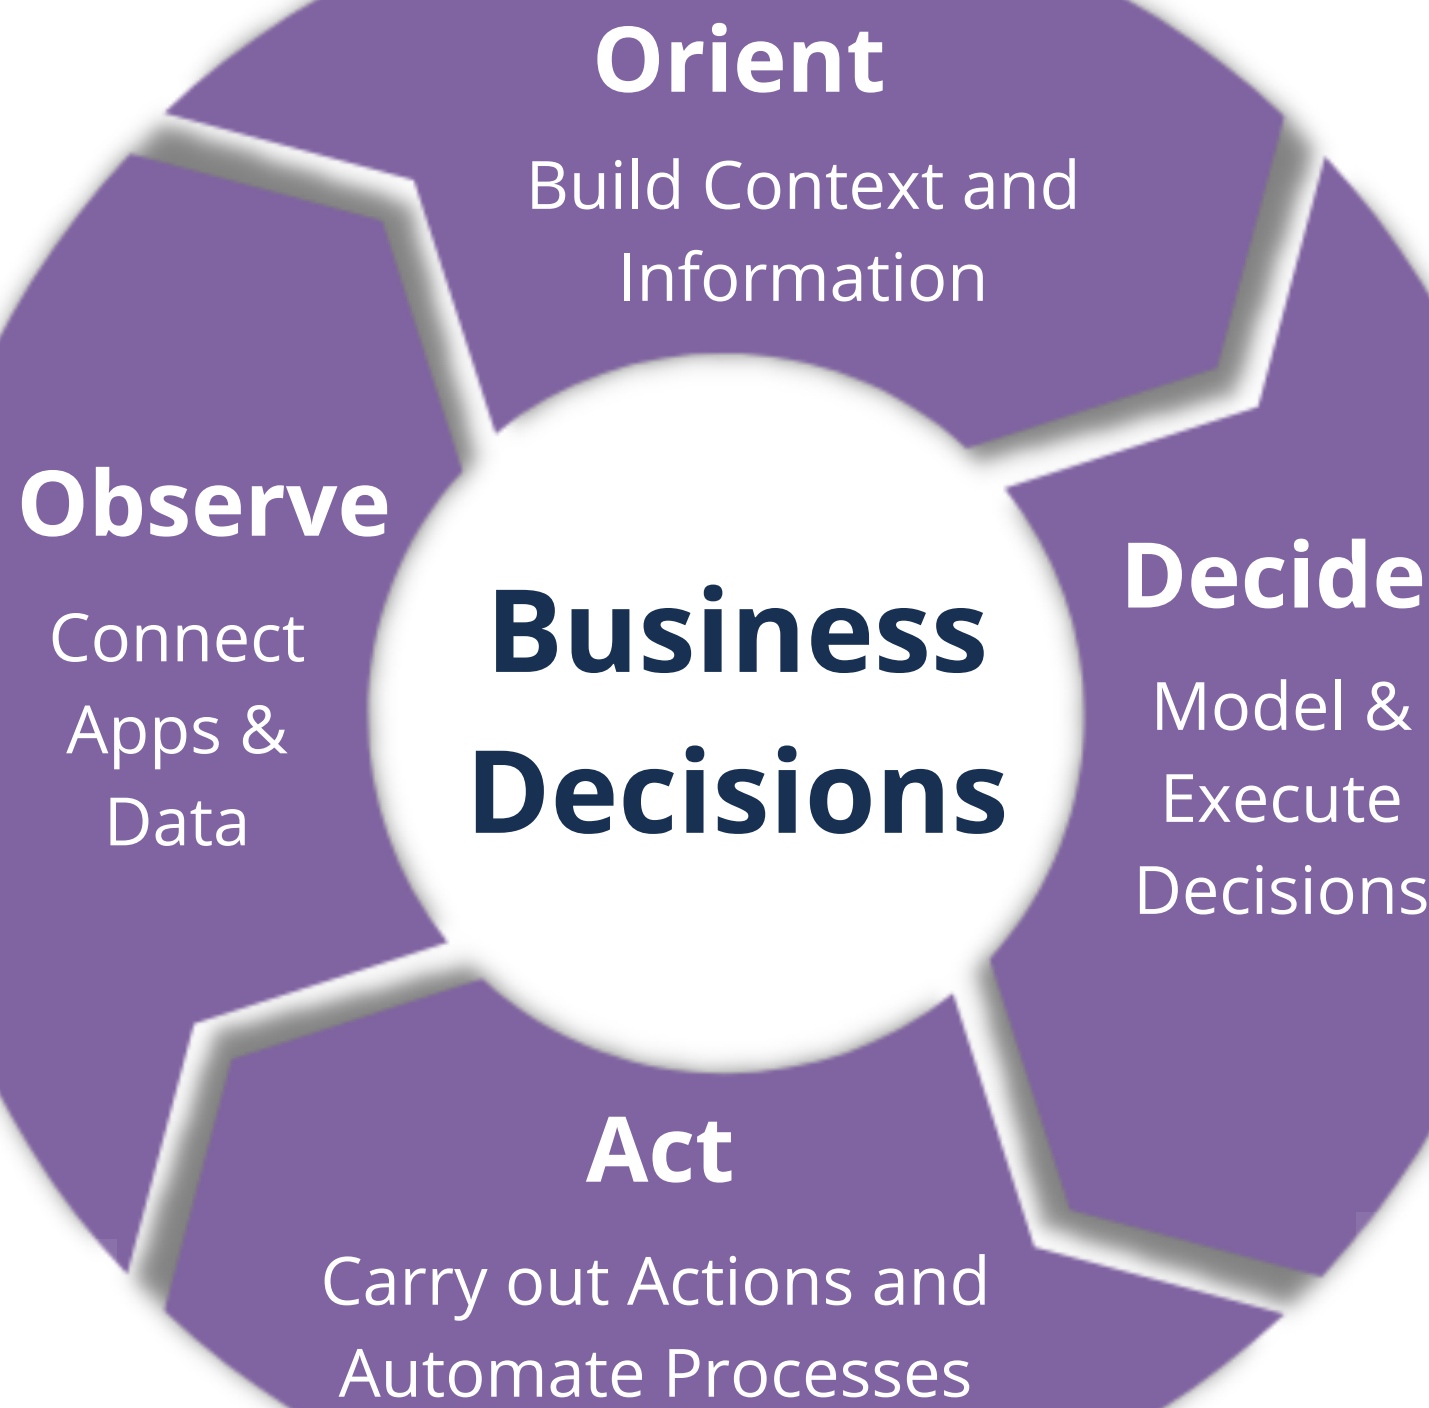 Orient
Build Context and
Information
Observe
Connect
Apps &
Data
Business
Decisions
Decide
Model &
Execute
Decisions
Act
Carry out Actions and
Automate Processes